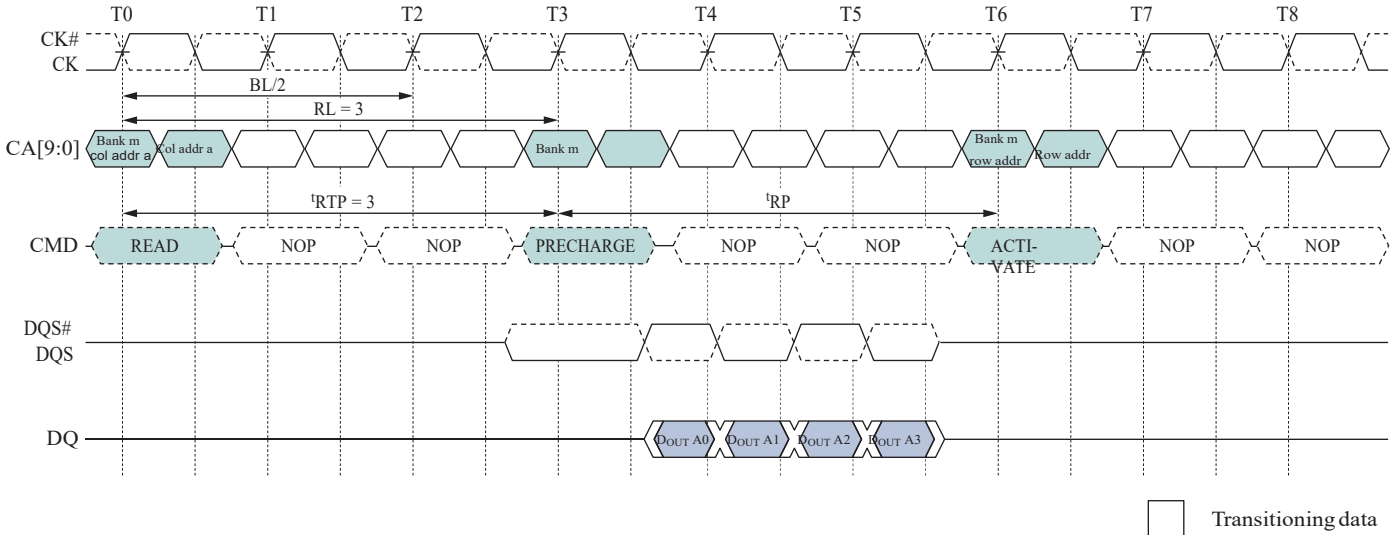 T0 T1 T2 T3 T4 T5 T6 T7 T8
CK#
CK
BL/2
RL = 3
CA[9:0]
Bank m
col addr a
Col addr a
Bank m
Bank m
row addr
Row addr
tRTP = 3
tRP
CMD
READ
NOP
NOP
PRECHARGE
NOP
NOP
ACTI-
VATE
NOP
NOP
DQS#
DQS
DQ
DOUT A0
DOUT A1
DOUT A2
DOUT A3
Transitioning data